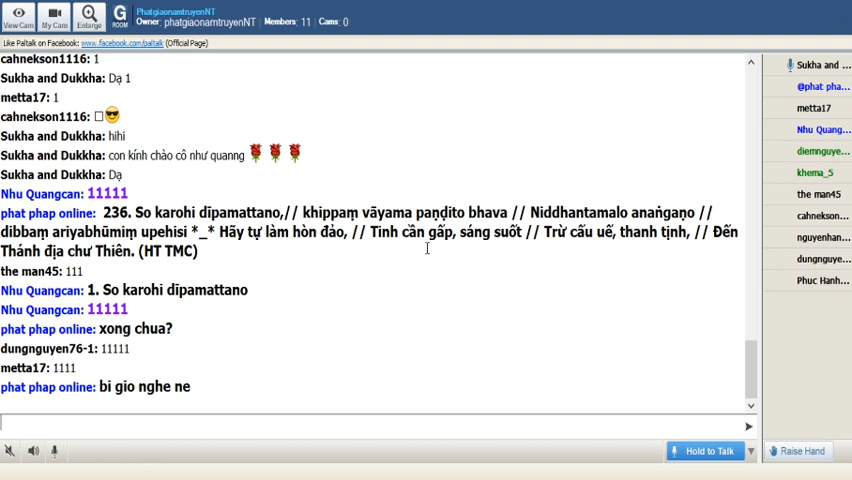 PhatgiaonamtruyenNT
Owner: phatgiaonamtruyenNT Members: 11 Cams: 0
View Cam My Cam Enlarge G ROOM
Like Paltalk on Facebook: www.facebook.com/paltalk (Official Page)
cahnekson1116: 1
Sukha and Dukkha: Dạ 1
metta17: 1
cahnekson1116: □😎
Sukha and Dukkha: hihi
Sukha and Dukkha: con kính chào cô như quanng 🌹 🌹 🌹
Sukha and Dukkha: Dạ
Nhu Quangcan: 11111
phat phap online: 236. So karohi dīpamattano,// khippaṃ vāyama paṇḍito bhava // Niddhantamalo anaṅgaṇo //
dibbaṃ ariyabhūmiṃ upehisi *_* Hãy tự làm hòn đảo, // Tinh cần gấp, sáng suốt // Trừ cấu uế, thanh tịnh, // Đến
Thánh địa chư Thiên. (HT TMC)
the man45: 111
Nhu Quangcan: 1. So karohi dīpamattano
Nhu Quangcan: 11111
phat phap online: xong chua?
dungnguyen76-1: 11111
metta17: 1111
phat phap online: bi gio nghe ne
Hold to Talk
Sukha and ...
@phat pha...
metta17
Nhu Quang...
diemnguye...
khema_5
the man45
cahnekson...
nguyenhan...
dungnguye...
Phuc Hanh...
Raise Hand